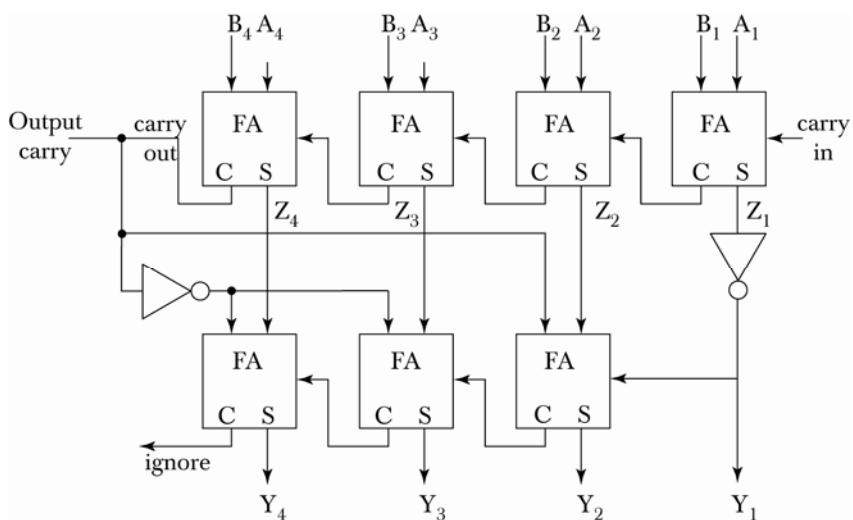 B4 A4 B3 A3 B2 A2 B1 A1
Output
carry
carry
out
FA
FA
FA
FA
carry
in
C S
C S
C S
C S
Z4
Z3
Z2
Z1
FA
FA
FA
C S
C S
C S
ignore
Y4 Y3 Y2 Y1